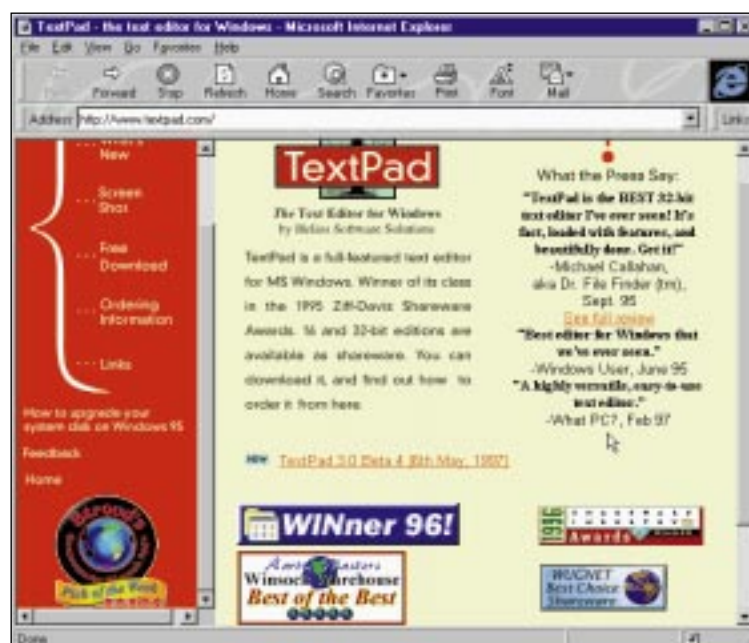 TextPad - the text editor for Windows - Microsoft Internet Explorer
File Edit View Go Favorites Help
Forward Stop Refresh Home Search Favorites Print Font Mail
Address http://www.textpad.com/ Links
... What's
New
... Screen
Shot
... Free
Download
... Ordering
Information
... Links
How to upgrade your
system disk on Windows 95
Feedback
Home
Stroud's
Pick of the Week
TextPad
The Text Editor for Windows
by Helios Software Solutions
TextPad is a full-featured text editor
for MS Windows. Winner of its class
in the 1995 Ziff-Davis Shareware
Awards. 16 and 32-bit editions are
available as shareware. You can
download it, and find out how to
order it from here.
NEW TextPad 3.0 Beta 4 [6th May, 1997]
WINner 96!
Winsock Warehouse
Best of the Best
What the Press Say:
"TextPad is the BEST 32-bit
text editor I've ever seen! It's
fast, loaded with features, and
beautifully done. Get it!"
-Michael Callahan,
aka Dr. File Finder (tm),
Sept. 95
See full review
"Best editor for Windows that
we've ever seen."
-Windows User, June 95
"A highly versatile, easy-to-use
text editor."
-What PC?, Feb 97
1996
Awards
WUGNET
Best Choice
Shareware
Done